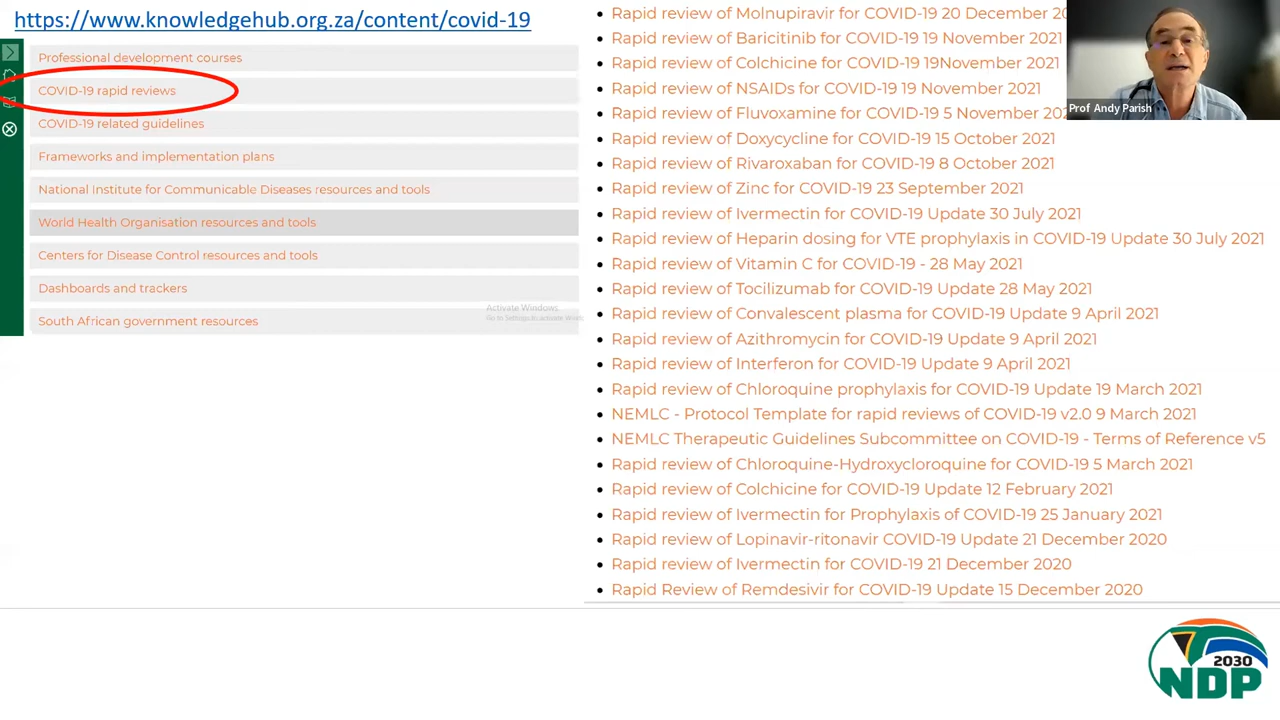 https://www.knowledgehub.org.za/content/covid-19
Professional development courses
COVID-19 rapid reviews
COVID-19 related guidelines
Frameworks and implementation plans
National Institute for Communicable Diseases resources and tools
World Health Organisation resources and tools
Centers for Disease Control resources and tools
Dashboards and trackers
South African government resources
Activate Windows
Go to Settings to activate
Rapid review of Molnupiravir for COVID-19 20 December
Rapid review of Baricitinib for COVID-19 19 November 2021
Rapid review of Colchicine for COVID-19 19November 2021
Rapid review of NSAIDs for COVID-19 19 November 2021
Rapid review of Fluvoxamine for COVID-19 5 November
Rapid review of Doxycycline for COVID-19 15 October 2021
Rapid review of Rivaroxaban for COVID-19 8 October 2021
Rapid review of Zinc for COVID-19 23 September 2021
Rapid review of Ivermectin for COVID-19 Update 30 July 2021
Rapid review of Heparin dosing for VTE prophylaxis in COVID-19 Update 30 July 2021
Rapid review of Vitamin C for COVID-19 - 28 May 2021
Rapid review of Tocilizumab for COVID-19 Update 28 May 2021
Rapid review of Convalescent plasma for COVID-19 Update 9 April 2021
Rapid review of Azithromycin for COVID-19 Update 9 April 2021
Rapid review of Interferon for COVID-19 Update 9 April 2021
Rapid review of Chloroquine prophylaxis for COVID-19 Update 19 March 2021
NEMLC - Protocol Template for rapid reviews of COVID-19 v2.0 9 March 2021
NEMLC Therapeutic Guidelines Subcommittee on COVID-19 - Terms of Reference v5
Rapid review of Chloroquine-Hydroxycloroquine for COVID-19 5 March 2021
Rapid review of Colchicine for COVID-19 Update 12 February 2021
Rapid review of Ivermectin for Prophylaxis of COVID-19 25 January 2021
Rapid review of Lopinavir-ritonavir COVID-19 Update 21 December 2020
Rapid review of Ivermectin for COVID-19 21 December 2020
Rapid Review of Remdesivir for COVID-19 Update 15 December 2020
Prof Andy Parish
2030
NDP